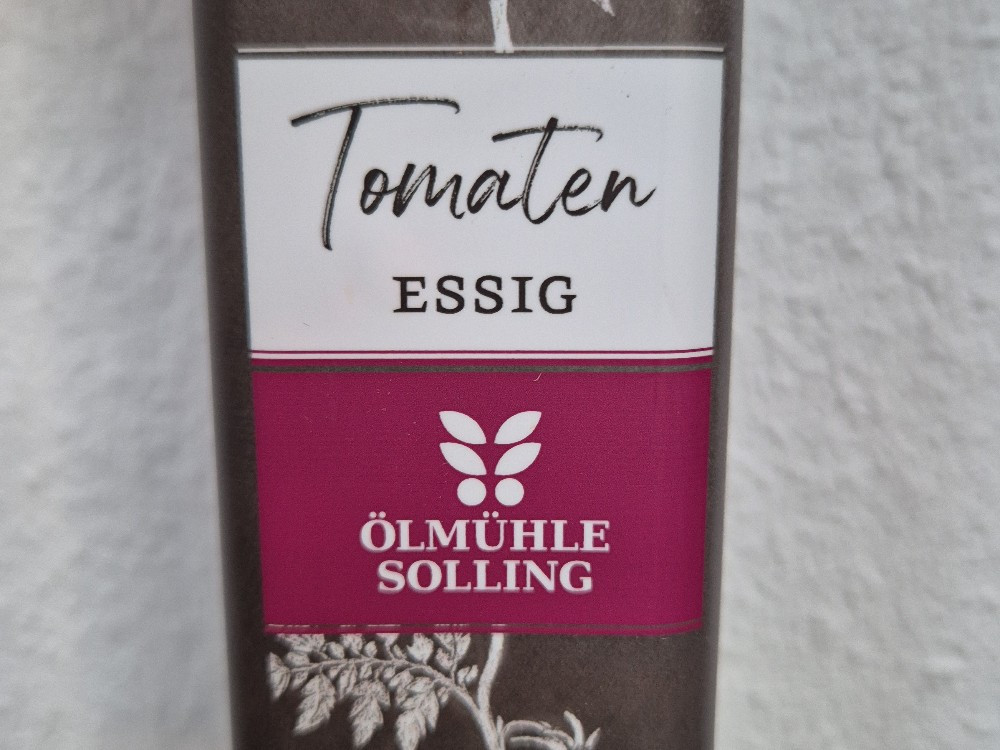 Tomaten
ESSIG
ÖLMÜHLE
SOLLING